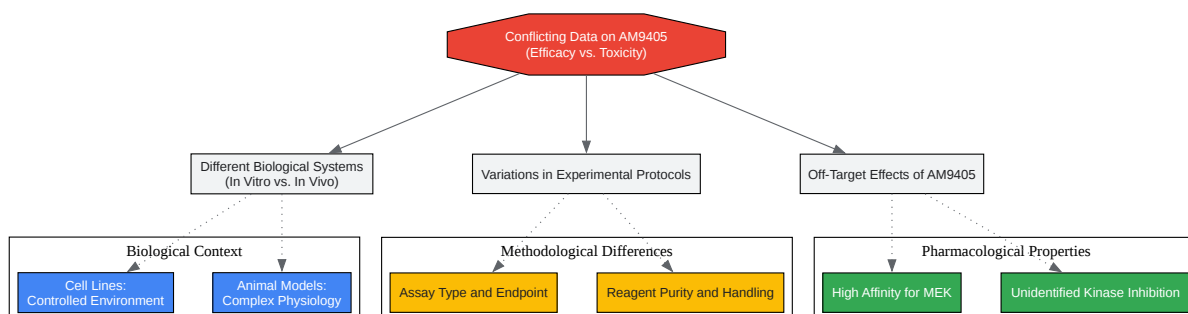 Conflicting Data on AM9405
(Efficacy vs. Toxicity)
Different Biological Systems
(In Vitro vs. In Vivo)
Variations in Experimental Protocols
Off-Target Effects of AM9405
Biological Context
Methodological Differences
Pharmacological Properties
Cell Lines:
Controlled Environment
Animal Models:
Complex Physiology
Assay Type and Endpoint
Reagent Purity and Handling
High Affinity for MEK
Unidentified Kinase Inhibition